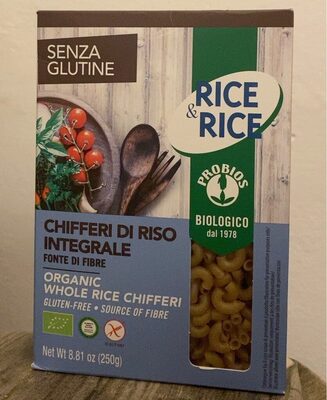 SENZA
GLUTINE
RICE
& RICE
PROBIOS
BIOLOGICO
dal 1978
CHIFFERI DI RISO
INTEGRALE
FONTE DI FIBRE
ORGANIC
WHOLE RICE CHIFFERI
GLUTEN-FREE • SOURCE OF FIBRE
Net Wt 8.81 oz (250g)